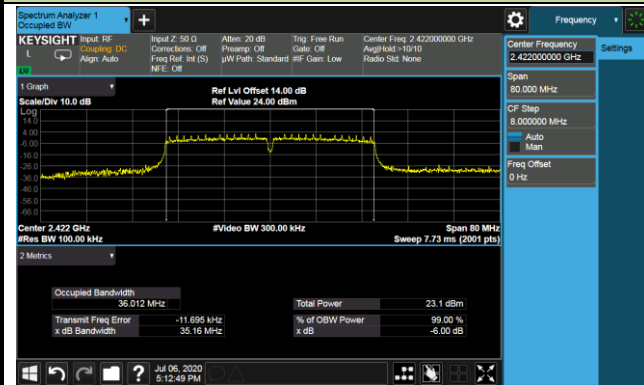 Spectrum Analyzer 1
Occupied BW
Frequency
KEYSIGHT Input: RF Input Z: 50 Ω Atten: 20 dB Trig: Free Run Center Freq: 2.422000000 GHz
L Coupling: DC Corrections: Off Preamp: Off Gate: Off Avg|Hold:>10/10
Align: Auto Freq Ref: Int (S) µW Path: Standard #IF Gain: Low Radio Std: None
NFE: Off
Center Frequency
2.422000000 GHz
Settings
Span
80.000 MHz
CF Step
8.000000 MHz
Auto
Man
Freq Offset
0 Hz
1 Graph
Ref Lvl Offset 14.00 dB
Scale/Div 10.0 dB Ref Value 24.00 dBm
Log
14.0
4.00
-6.00
-16.0
-26.0
-36.0
-46.0
-56.0
-66.0
Center 2.422 GHz #Video BW 300.00 kHz Span 80 MHz
#Res BW 100.00 kHz Sweep 7.73 ms (2001 pts)
2 Metrics
Occupied Bandwidth
36.012 MHz Total Power 23.1 dBm
Transmit Freq Error -11.695 kHz % of OBW Power 99.00 %
x dB Bandwidth 35.16 MHz x dB -6.00 dB
Jul 06, 2020
5:12:49 PM